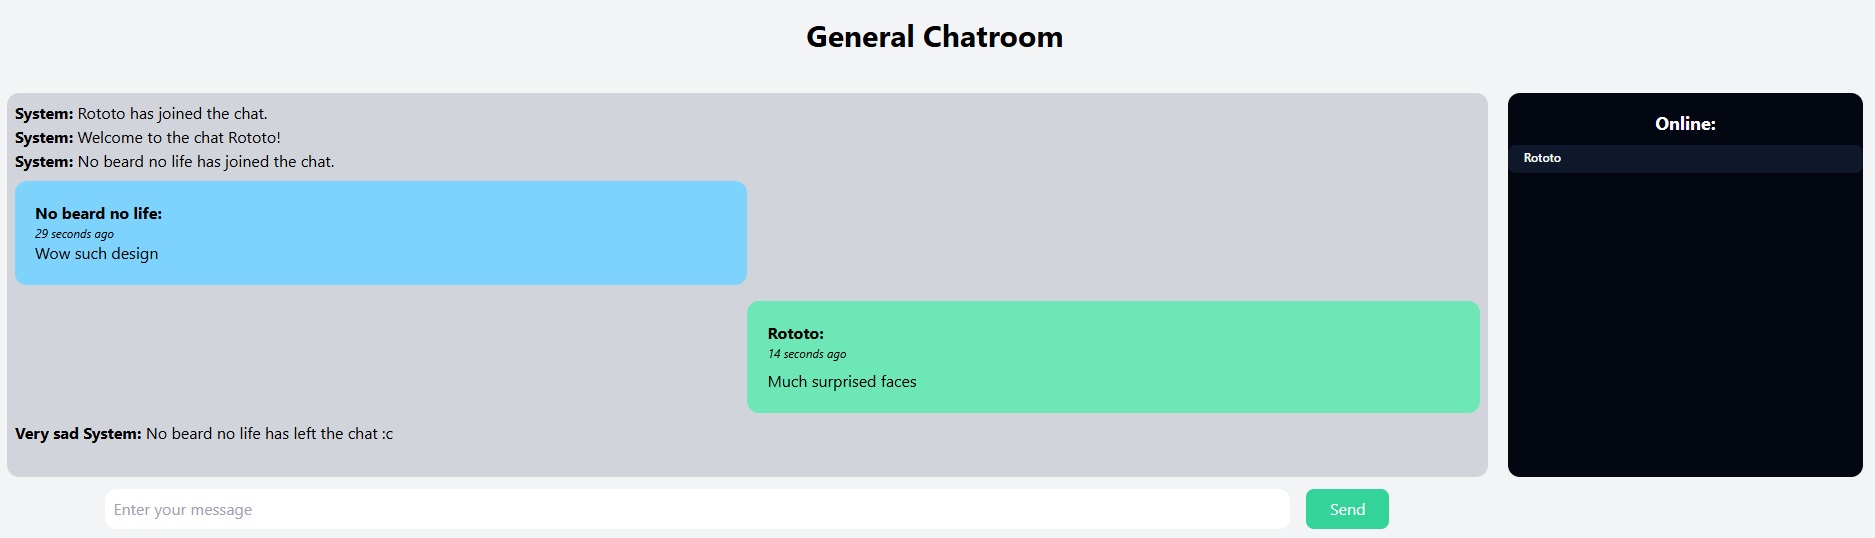 General Chatroom
System: Rototo has joined the chat.
System: Welcome to the chat Rototo!
System: No beard no life has joined the chat.
No beard no life:
29 seconds ago
Wow such design
Rototo:
14 seconds ago
Much surprised faces
Very sad System: No beard no life has left the chat :c
Enter your message
Send
Online:
Rototo